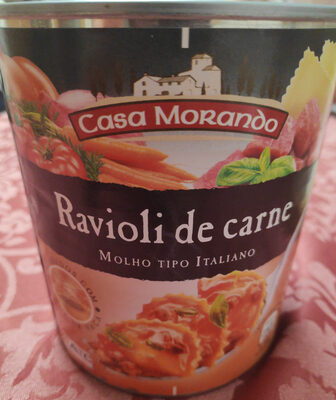 Casa Morando
Ravioli de carne
Molho tipo Italiano